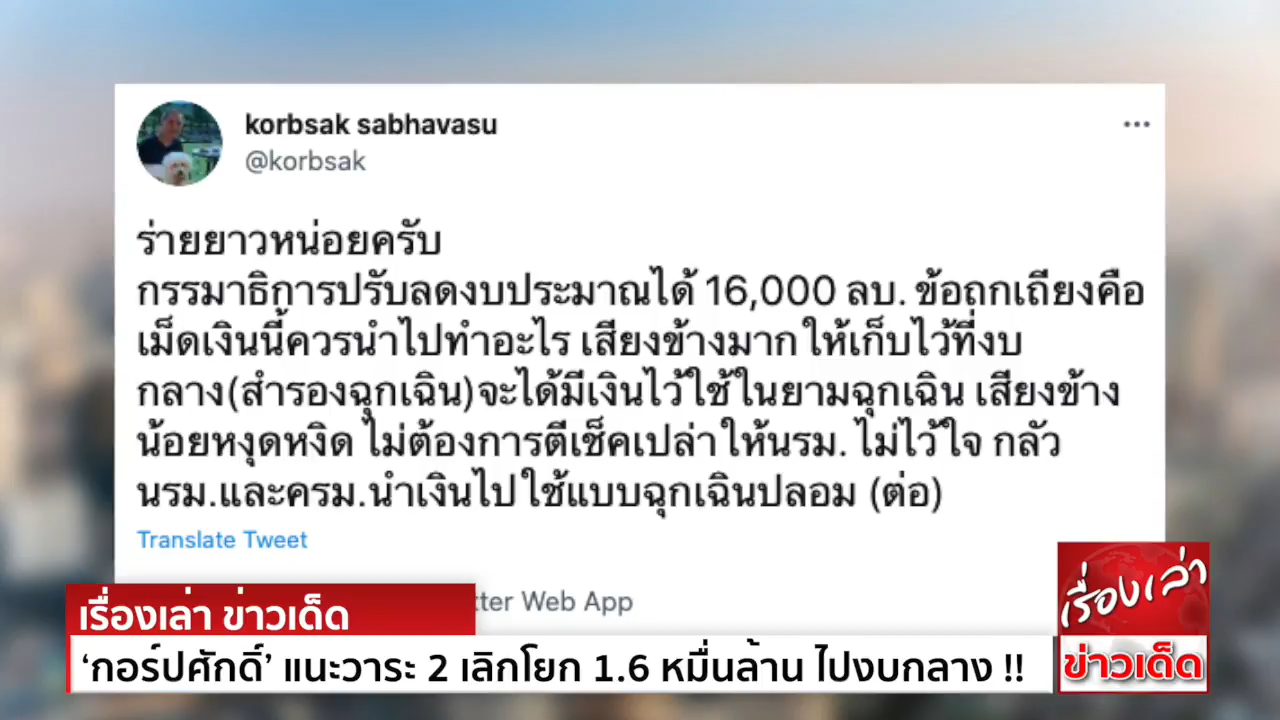 korbsak sabhavasu
@korbsak
ร่ายยาวหน่อยครับ
กรรมาธิการปรับลดงบประมาณได้ 16,000 ลบ. ข้อถกเถียงคือ
เม็ดเงินนี้ควรนำไปทำอะไร เสียงข้างมาก ให้เก็บไว้ที่งบ
กลาง(สำรองฉุกเฉิน)จะได้มีเงินไว้ใช้ในยามฉุกเฉิน เสียงข้าง
น้อยหงุดหงิด ไม่ต้องการตีเช็คเปล่าให้นรม. ไม่ไว้ใจ กลัว
นรม.และครม.นำเงินไปใช้แบบฉุกเฉินปลอม (ต่อ)
Translate Tweet
tter Web App
เรื่องเล่า ข่าวเด็ด
‘กอร์ปศักดิ์’ แนะวาระ 2 เลิกโยก 1.6 หมื่นล้าน ไปงบกลาง !!
เรื่องเล่า
ข่าวเด็ด